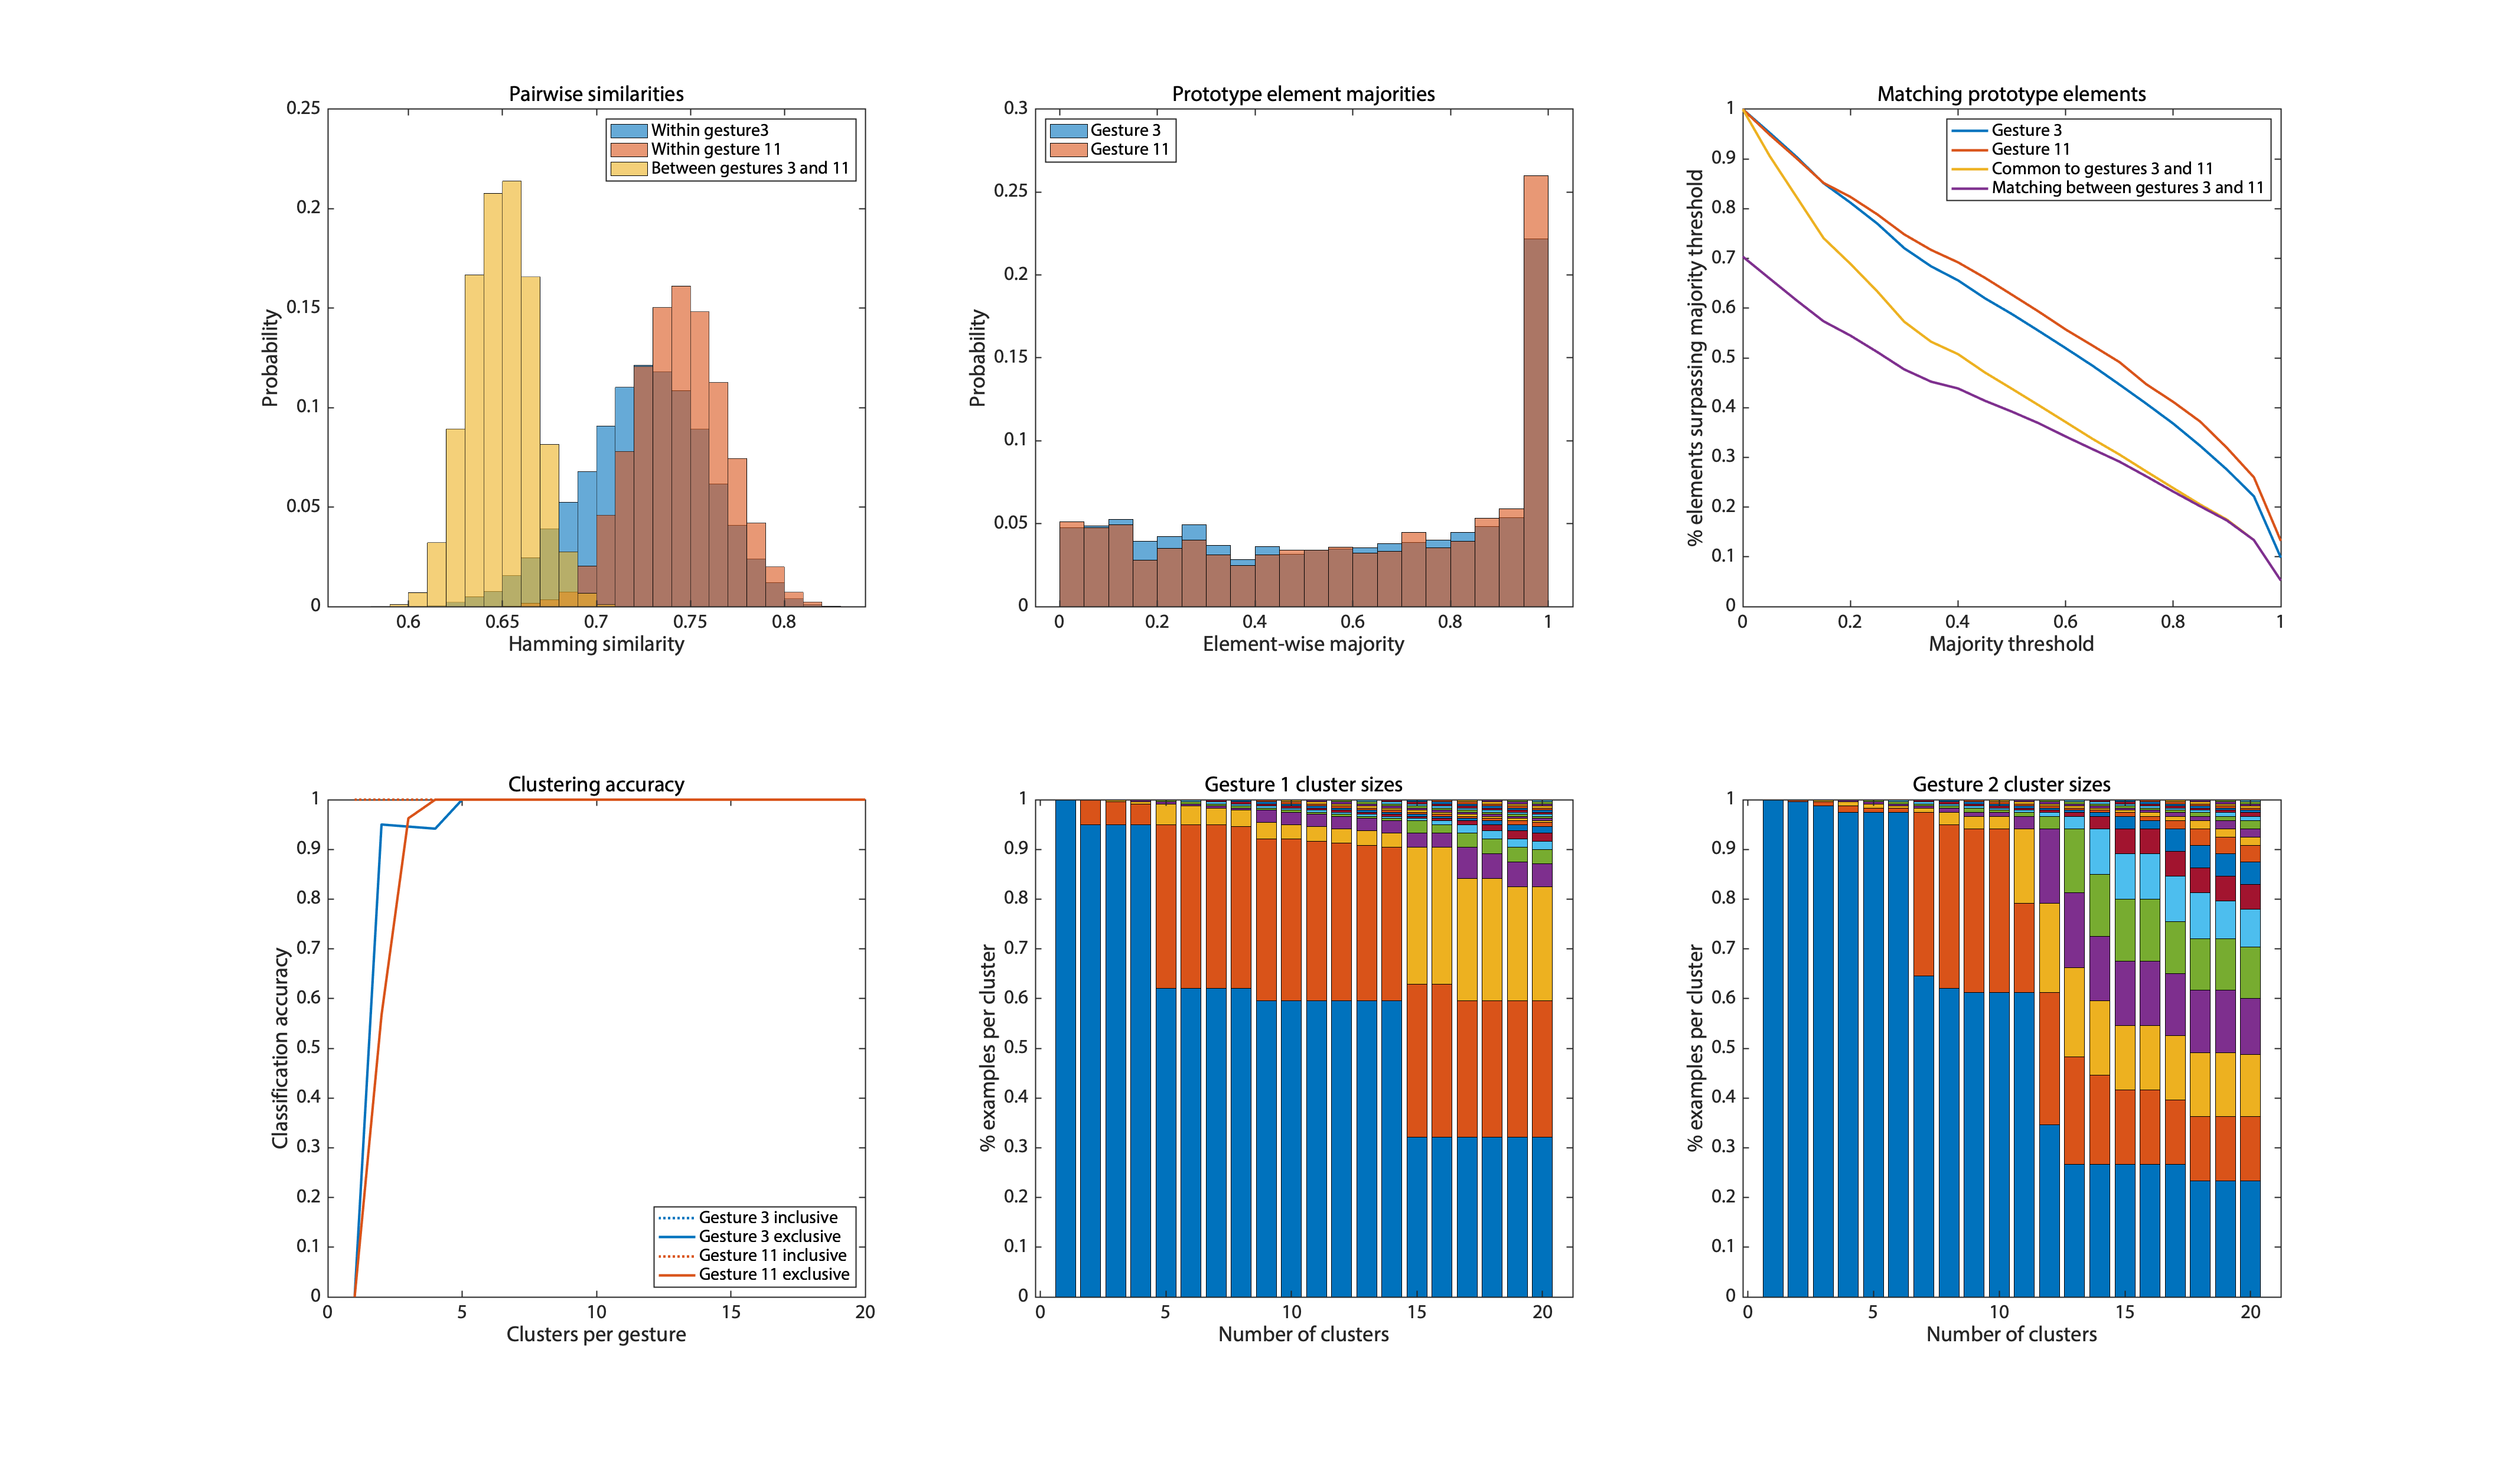 Pairwise similarities
0.25
0.2
0.15
0.1
0.05
0
Probability
Within gesture3
Within gesture 11
Between gestures 3 and 11
0.6 0.65 0.7 0.75 0.8
Hamming similarity
Prototype element majorities
0.3
0.25
0.2
0.15
0.1
0.05
0
Probability
Gesture 3
Gesture 11
0 0.2 0.4 0.6 0.8 1
Element-wise majority
Matching prototype elements
1
0.9
0.8
0.7
0.6
0.5
0.4
0.3
0.2
0.1
0
% elements surpassing majority threshold
Gesture 3
Gesture 11
Common to gestures 3 and 11
Matching between gestures 3 and 11
0 0.2 0.4 0.6 0.8 1
Majority threshold
Clustering accuracy
1
0.9
0.8
0.7
0.6
0.5
0.4
0.3
0.2
0.1
0
Classification accuracy
Gesture 3 inclusive
Gesture 3 exclusive
Gesture 11 inclusive
Gesture 11 exclusive
0 5 10 15 20
Clusters per gesture
Gesture 1 cluster sizes
1
0.9
0.8
0.7
0.6
0.5
0.4
0.3
0.2
0.1
0
% examples per cluster
0 5 10 15 20
Number of clusters
Gesture 2 cluster sizes
1
0.9
0.8
0.7
0.6
0.5
0.4
0.3
0.2
0.1
0
% examples per cluster
0 5 10 15 20
Number of clusters